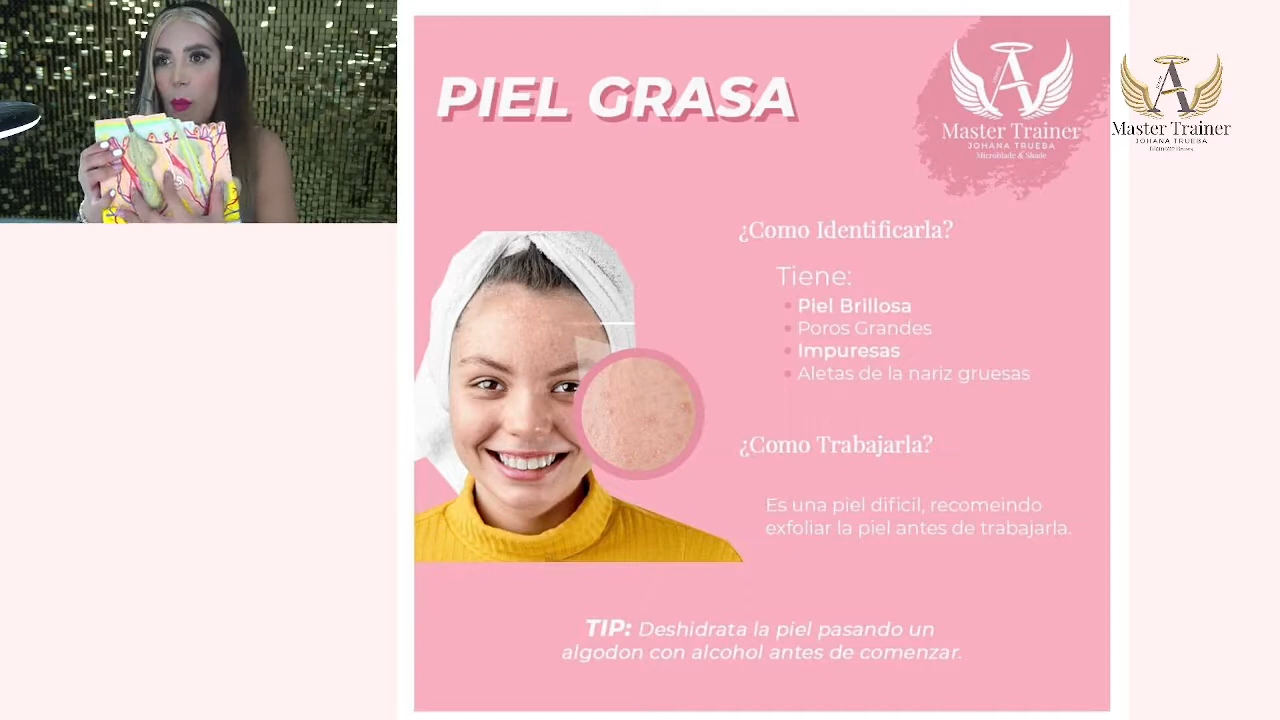 PIEL GRASA
A
Master Trainer
JOHANA TRUEBA
Microblade & Shade
A
Master Trainer
JOHANA TRUEBA
¿Como Identificarla?
Tiene:
• Piel Brillosa
• Poros Grandes
• Impuresas
• Aletas de la nariz gruesas
¿Como Trabajarla?
Es una piel dificil, recomeindo
exfoliar la piel antes de trabajarla.
TIP: Deshidrata la piel pasando un
algodon con alcohol antes de comenzar.